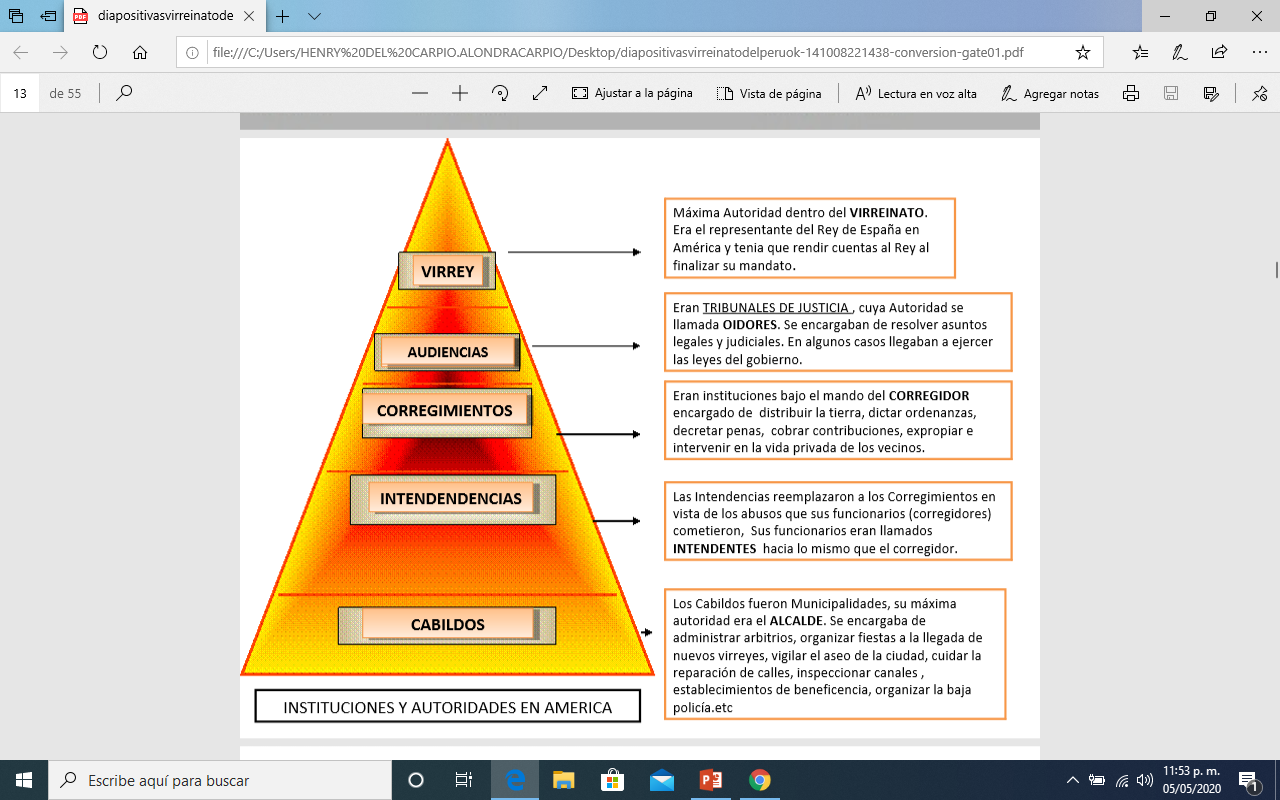 diapositivasvirreinatode
file:///C:/Users/HENRY%20DEL%20CARPIO.ALONDRACARPIO/Desktop/diapositivasvirreinatodelperuok-141008221438-conversion-gate01.pdf
13 de 55
Ajustar a la página
Vista de página
Lectura en voz alta
Agregar notas
VIRREY
Máxima Autoridad dentro del VIRREINATO.
Era el representante del Rey de España en
América y tenia que rendir cuentas al Rey al
finalizar su mandato.
AUDIENCIAS
Eran TRIBUNALES DE JUSTICIA , cuya Autoridad se
llamada OIDORES. Se encargaban de resolver asuntos
legales y judiciales. En algunos casos llegaban a ejercer
las leyes del gobierno.
CORREGIMIENTOS
Eran instituciones bajo el mando del CORREGIDOR
encargado de distribuir la tierra, dictar ordenanzas,
decretar penas, cobrar contribuciones, expropiar e
intervenir en la vida privada de los vecinos.
INTENDENDENCIAS
Las Intendencias reemplazaron a los Corregimientos en
vista de los abusos que sus funcionarios (corregidores)
cometieron, Sus funcionarios eran llamados
INTENDENTES hacia lo mismo que el corregidor.
CABILDOS
Los Cabildos fueron Municipalidades, su máxima
autoridad era el ALCALDE. Se encargaba de
administrar arbitrios, organizar fiestas a la llegada de
nuevos virreyes, vigilar el aseo de la ciudad, cuidar la
reparación de calles, inspeccionar canales ,
establecimientos de beneficencia, organizar la baja
policía.etc
INSTITUCIONES Y AUTORIDADES EN AMERICA
Escribe aquí para buscar
11:53 p. m.
05/05/2020
1